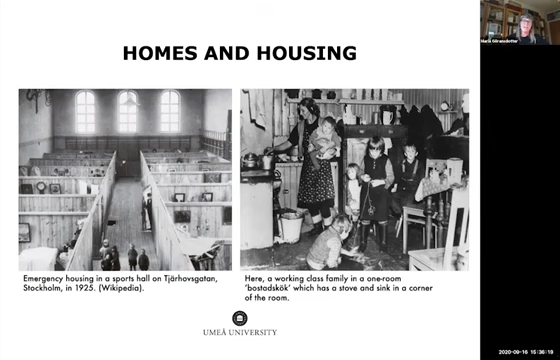 HOMES AND HOUSING
Maria Göransdotter
Emergency housing in a sports hall on Tjärhovsgatan,
Stockholm, in 1925. (Wikipedia).
Here, a working class family in a one-room
'bostadskök' which has a stove and sink in a corner
of the room.
UMEÅ UNIVERSITY
2020-09-16 15:36:19